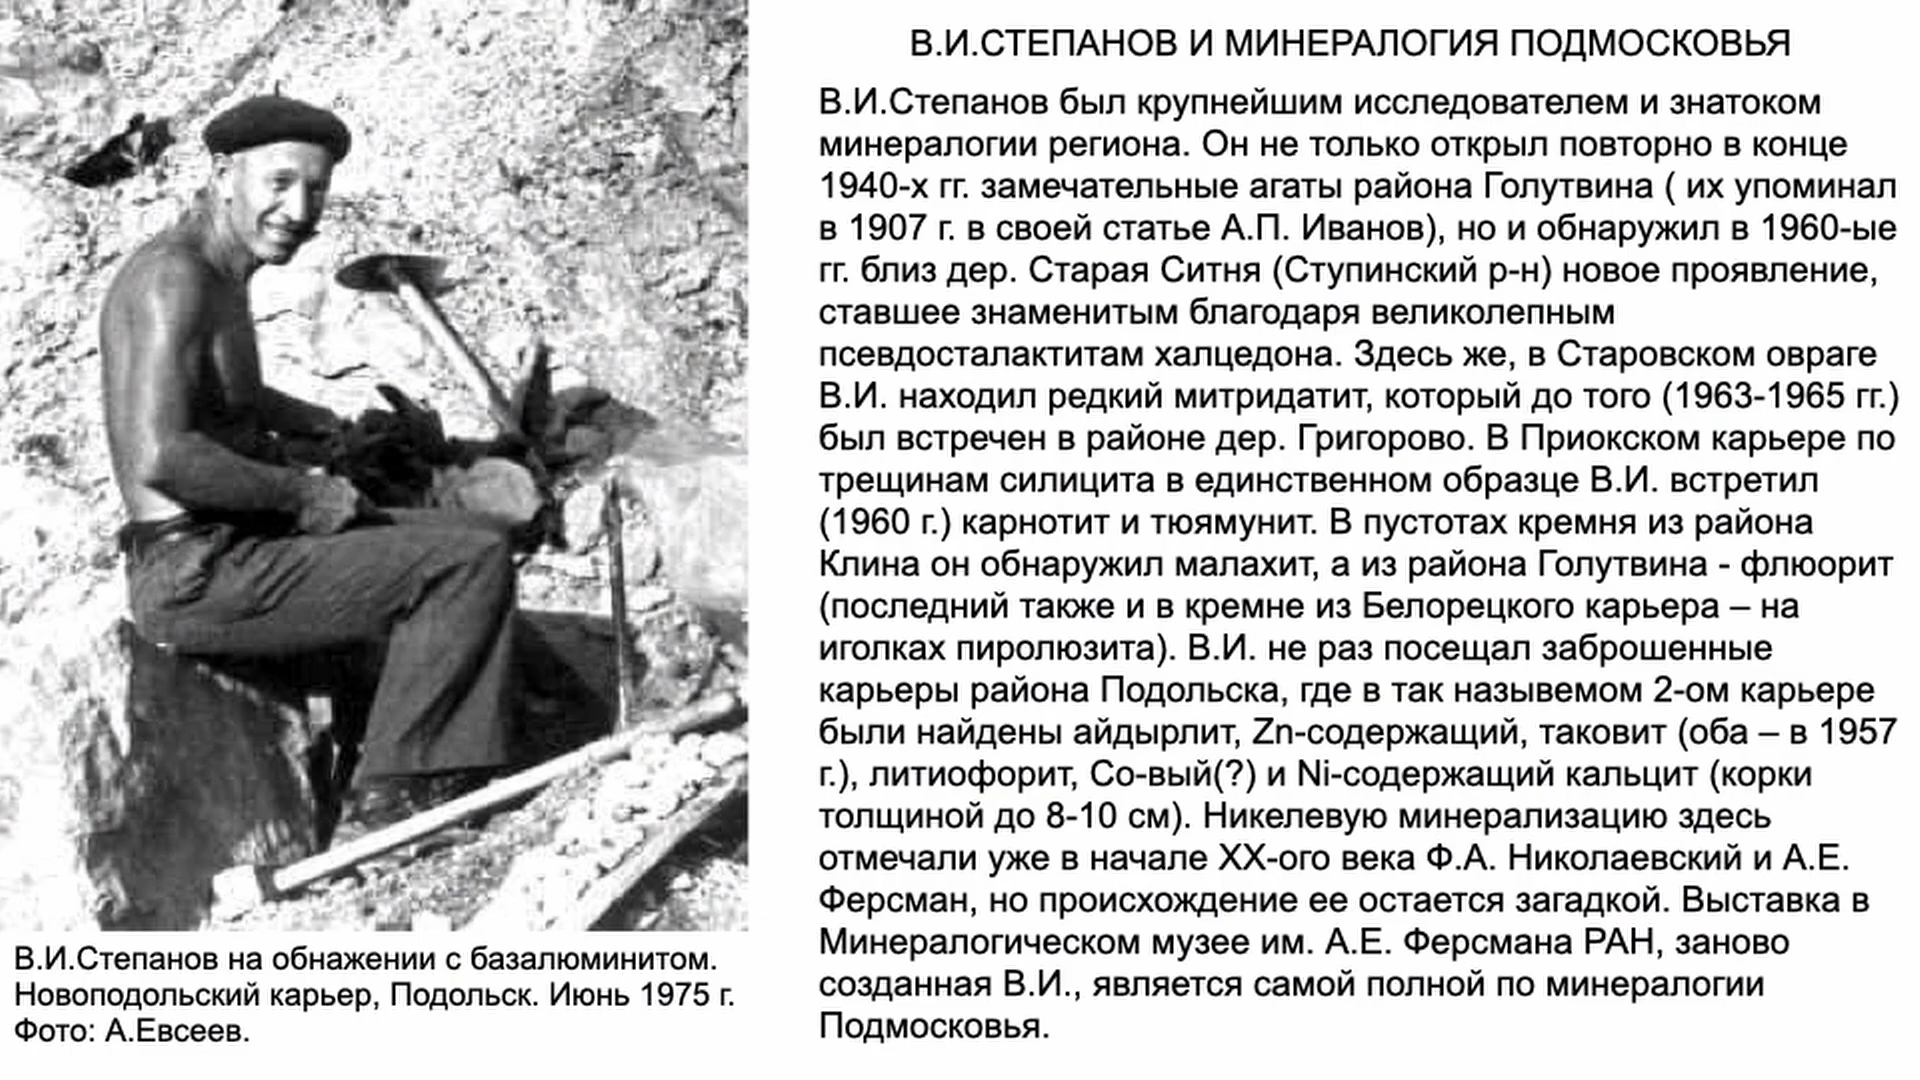 В.И.СТЕПАНОВ И МИНЕРАЛОГИЯ ПОДМОСКОВЬЯ
В.И.Степанов был крупнейшим исследователем и знатоком
минералогии региона. Он не только открыл повторно в конце
1940-х гг. замечательные агаты района Голутвина ( их упоминал
в 1907 г. в своей статье А.П. Иванов), но и обнаружил в 1960-ые
гг. близ дер. Старая Ситня (Ступинский р-н) новое проявление,
ставшее знаменитым благодаря великолепным
псевдосталактитам халцедона. Здесь же, в Старовском овраге
В.И. находил редкий митридатит, который до того (1963-1965 гг.)
был встречен в районе дер. Григорово. В Приокском карьере по
трещинам силицита в единственном образце В.И. встретил
(1960 г.) карнотит и тюямунит. В пустотах кремня из района
Клина он обнаружил малахит, а из района Голутвина - флюорит
(последний также и в кремне из Белорецкого карьера – на
иголках пиролюзита). В.И. не раз посещал заброшенные
карьеры района Подольска, где в так назывемом 2-ом карьере
были найдены айдырлит, Zn-содержащий, таковит (оба – в 1957
г.), литиофорит, Со-вый(?) и Ni-содержащий кальцит (корки
толщиной до 8-10 см). Никелевую минерализацию здесь
отмечали уже в начале XX-ого века Ф.А. Николаевский и А.Е.
Ферсман, но происхождение ее остается загадкой. Выставка в
Минералогическом музее им. А.Е. Ферсмана РАН, заново
созданная В.И., является самой полной по минералогии
Подмосковья.
В.И.Степанов на обнажении с базалюминитом.
Новоподольский карьер, Подольск. Июнь 1975 г.
Фото: А.Евсеев.